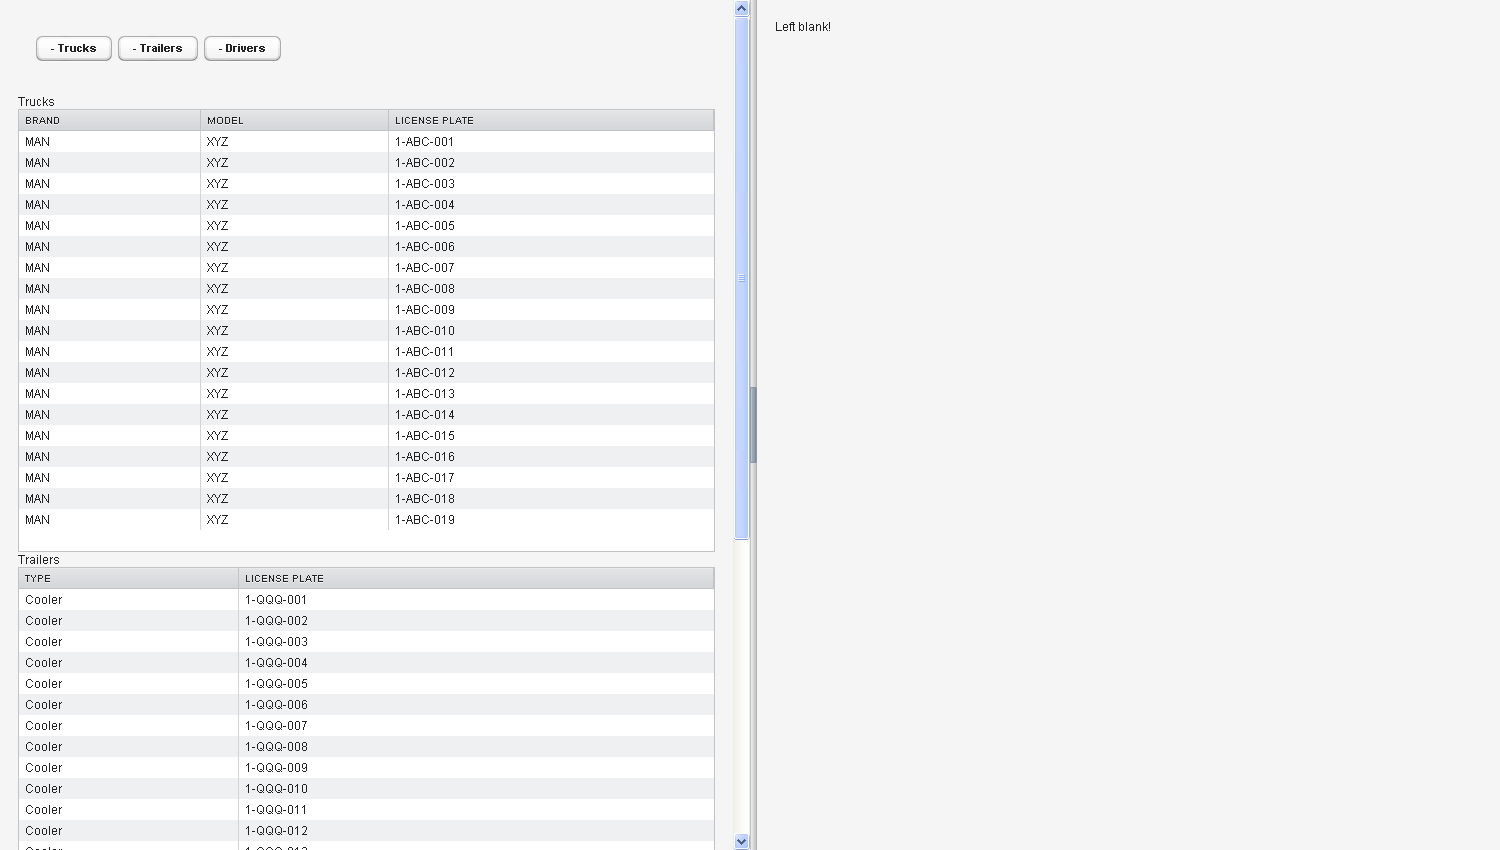 - Trucks - Trailers - Drivers
Left blank!
Trucks
BRAND MODEL LICENSE PLATE
MAN XYZ 1-ABC-001
MAN XYZ 1-ABC-002
MAN XYZ 1-ABC-003
MAN XYZ 1-ABC-004
MAN XYZ 1-ABC-005
MAN XYZ 1-ABC-006
MAN XYZ 1-ABC-007
MAN XYZ 1-ABC-008
MAN XYZ 1-ABC-009
MAN XYZ 1-ABC-010
MAN XYZ 1-ABC-011
MAN XYZ 1-ABC-012
MAN XYZ 1-ABC-013
MAN XYZ 1-ABC-014
MAN XYZ 1-ABC-015
MAN XYZ 1-ABC-016
MAN XYZ 1-ABC-017
MAN XYZ 1-ABC-018
MAN XYZ 1-ABC-019
Trailers
TYPE LICENSE PLATE
Cooler 1-QQQ-001
Cooler 1-QQQ-002
Cooler 1-QQQ-003
Cooler 1-QQQ-004
Cooler 1-QQQ-005
Cooler 1-QQQ-006
Cooler 1-QQQ-007
Cooler 1-QQQ-008
Cooler 1-QQQ-009
Cooler 1-QQQ-010
Cooler 1-QQQ-011
Cooler 1-QQQ-012